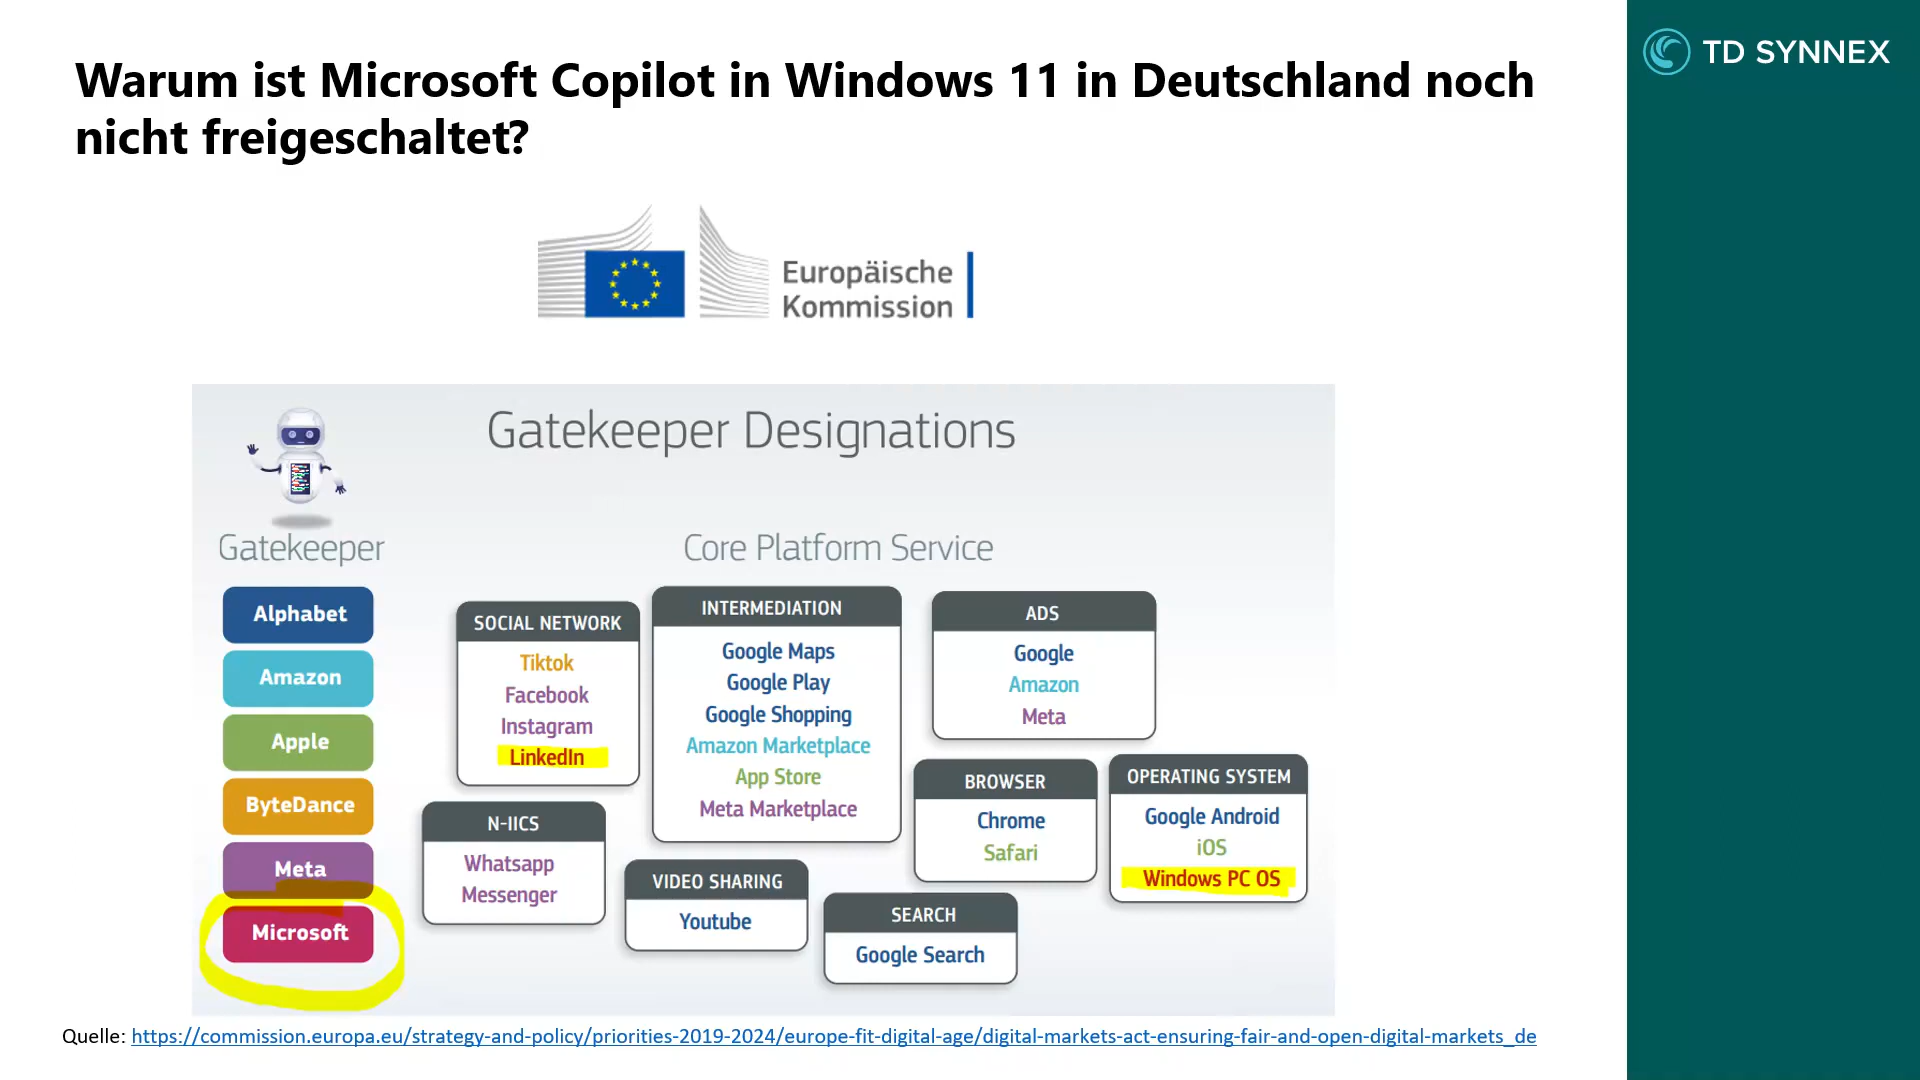 Warum ist Microsoft Copilot in Windows 11 in Deutschland noch
nicht freigeschaltet?
TD SYNNEX
Europäische
Kommission
Gatekeeper Designations
Gatekeeper
Core Platform Service
Alphabet
Amazon
Apple
ByteDance
Meta
Microsoft
SOCIAL NETWORK
Tiktok
Facebook
Instagram
LinkedIn
N-IICS
Whatsapp
Messenger
INTERMEDIATION
Google Maps
Google Play
Google Shopping
Amazon Marketplace
App Store
Meta Marketplace
VIDEO SHARING
Youtube
ADS
Google
Amazon
Meta
BROWSER
Chrome
Safari
SEARCH
Google Search
OPERATING SYSTEM
Google Android
iOS
Windows PC OS
Quelle: https://commission.europa.eu/strategy-and-policy/priorities-2019-2024/europe-fit-digital-age/digital-markets-act-ensuring-fair-and-open-digital-markets_de